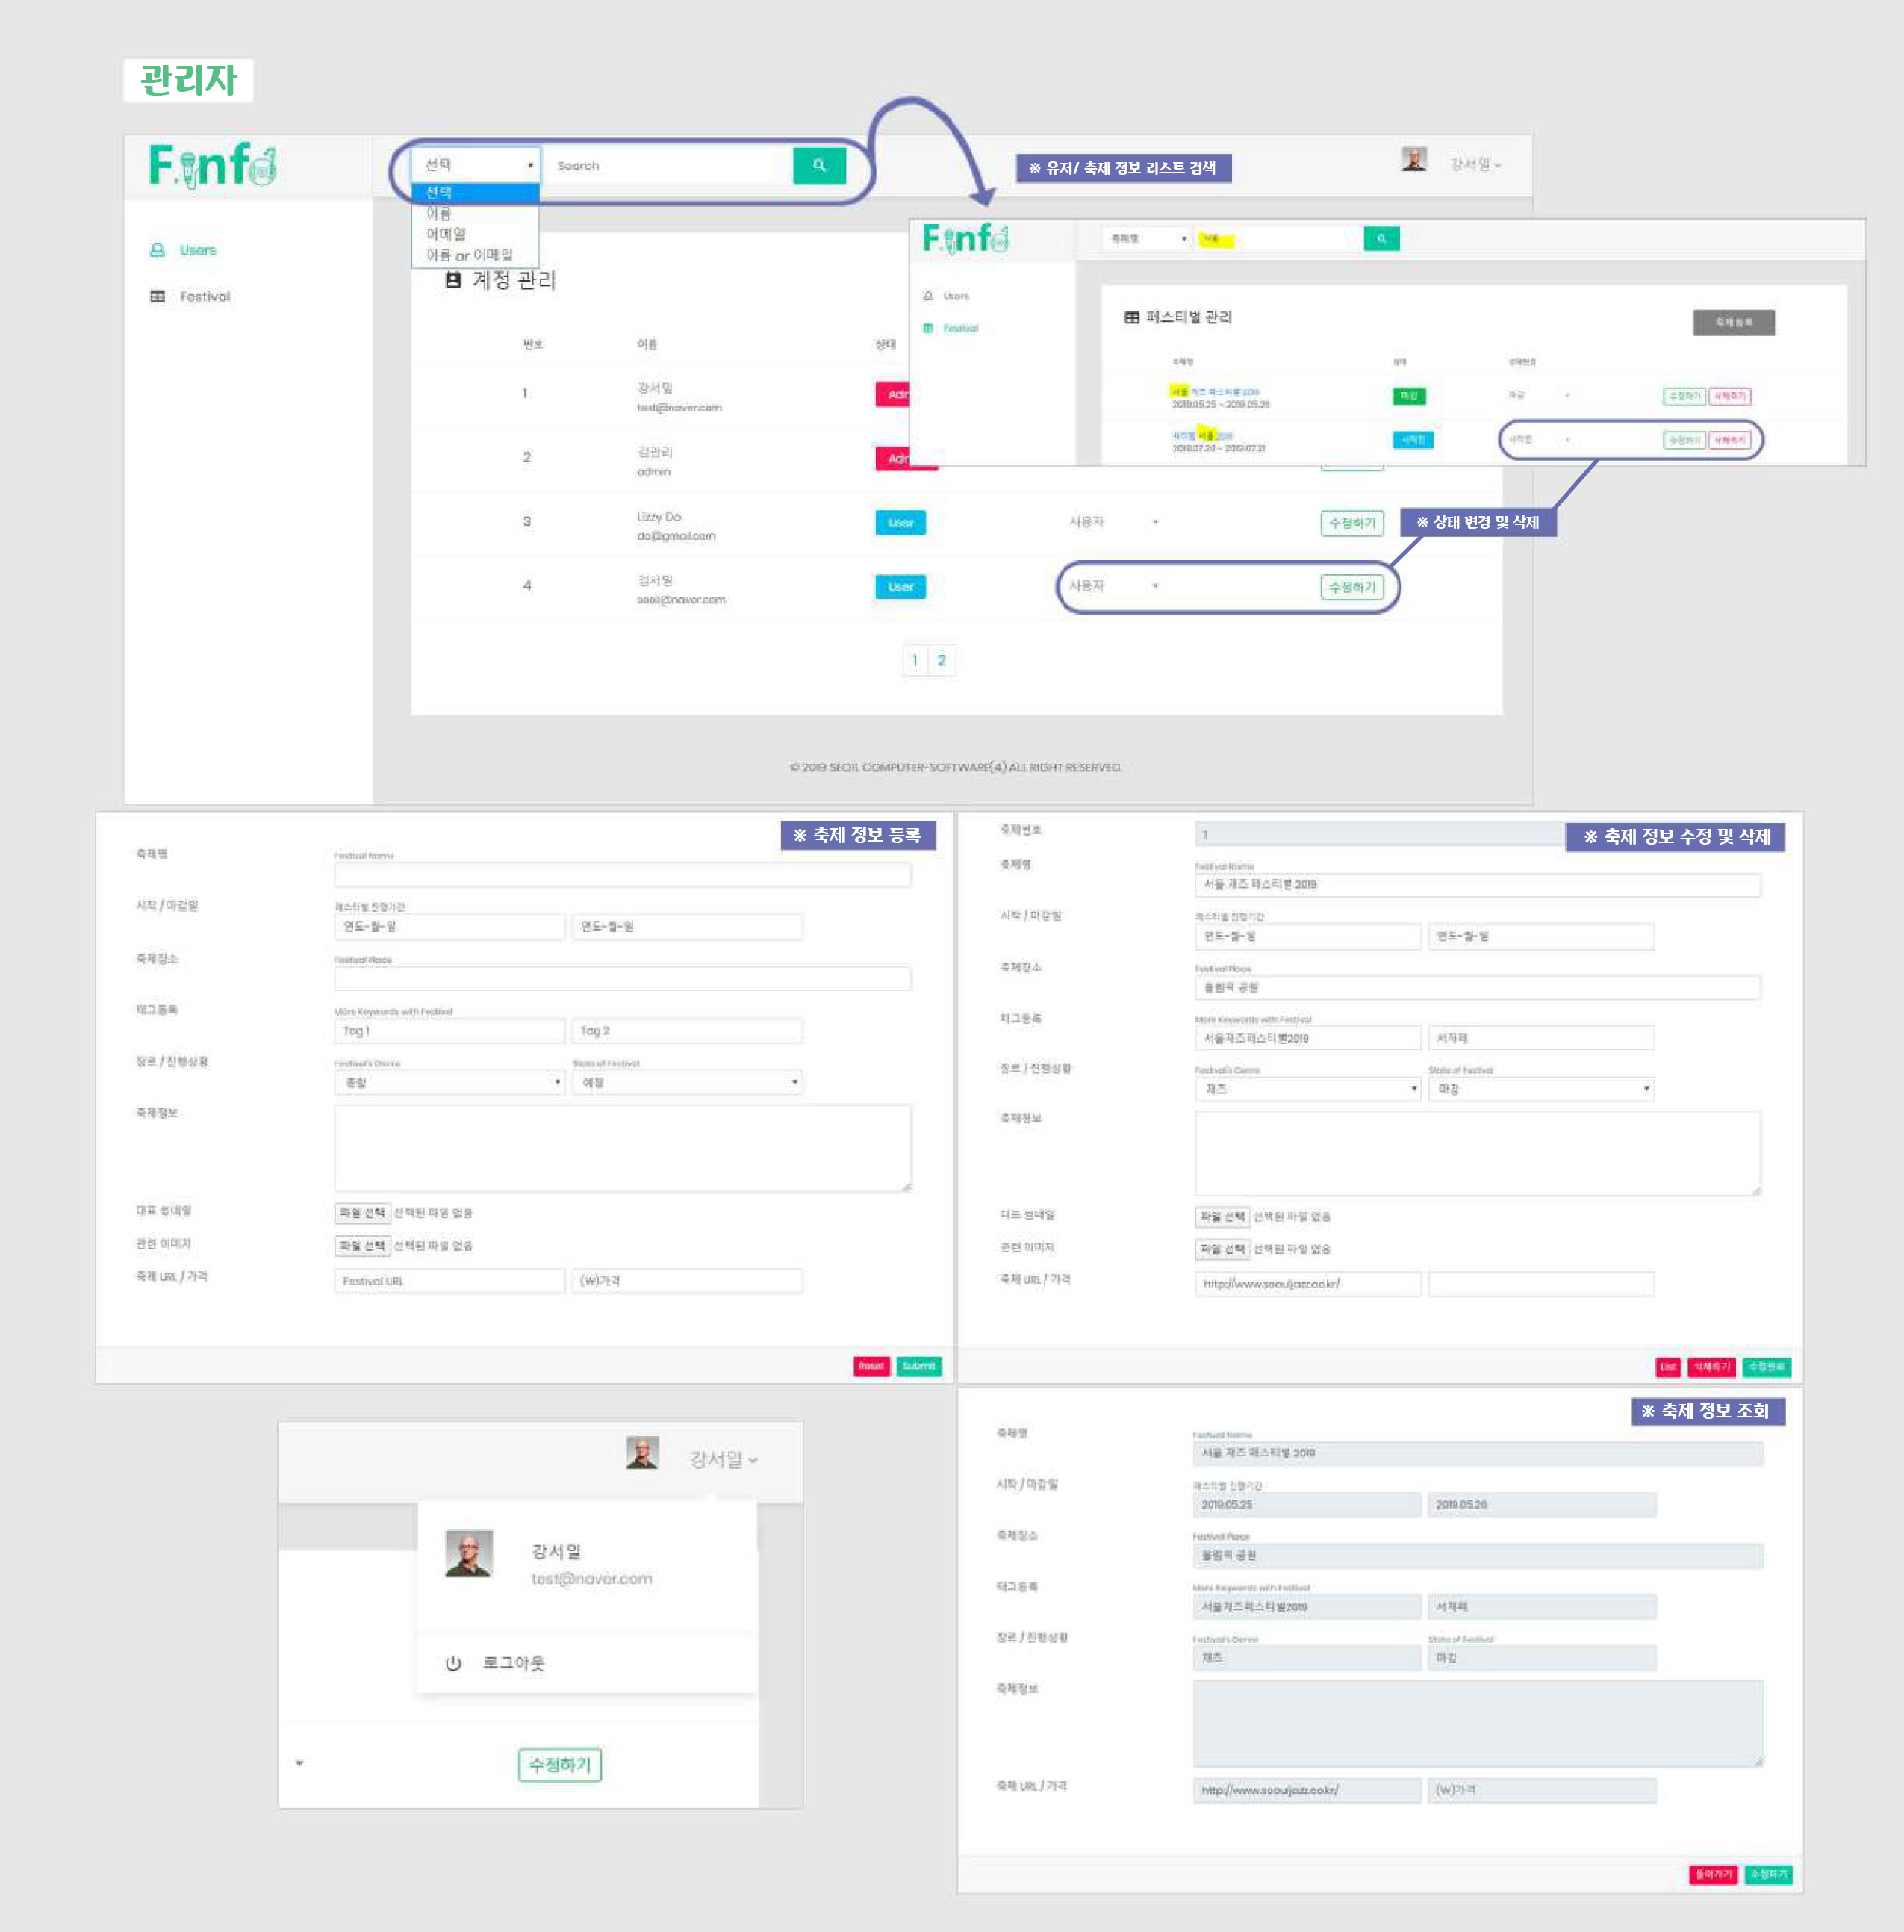 관리자
F.info
선택
Search
선택
이름
이메일
이름 or 이메일
※ 유저/ 축제 정보 리스트 검색
강서일
Users
Festival
계정 관리
번호
이름
상태
1
강서일
test@naver.com
2
김관리
admin
3
Lizzy Do
do@gmail.com
User
사용자
수정하기
4
김서일
seoil@naver.com
User
사용자
수정하기
1 2
© 2019 SEOIL COMPUTER-SOFTWARE(4) ALL RIGHT RESERVED.
F.info
축제명
서울
Users
Festival
페스티벌 관리
축제등록
축제명
상태
서울 재즈 페스티벌 2019
2019.05.25 ~ 2019.05.26
마감
마감
수정하기
삭제하기
2019.07.20 ~ 2019.07.21
수정하기
삭제하기
※ 상태 변경 및 삭제
※ 축제 정보 등록
축제명
Festival Name
시작 / 마감일
페스티벌 진행기간
연도-월-일
연도-월-일
축제장소
Festival Place
태그등록
More Keywords with Festival
Tag 1
Tag 2
장르 / 진행상황
Festival's Genre
State of Festival
종합
예정
축제정보
대표 썸네일
파일 선택 선택된 파일 없음
관련 이미지
파일 선택 선택된 파일 없음
축제 URL / 가격
Festival URL
(₩)가격
Reset
Submit
※ 축제 정보 수정 및 삭제
축제번호
1
축제명
Festival Name
서울 재즈 페스티벌 2019
시작 / 마감일
페스티벌 진행기간
연도-월-일
연도-월-일
축제장소
Festival Place
올림픽 공원
태그등록
More Keywords with Festival
서울재즈페스티벌2019
서재페
장르 / 진행상황
Festival's Genre
State of Festival
재즈
마감
축제정보
대표 썸네일
파일 선택 선택된 파일 없음
관련 이미지
파일 선택 선택된 파일 없음
축제 URL / 가격
http://www.seouljazz.co.kr/
List
삭제하기
수정완료
강서일
강서일
test@naver.com
로그아웃
수정하기
※ 축제 정보 조회
축제명
Festival Name
서울 재즈 페스티벌 2019
시작 / 마감일
페스티벌 진행기간
2019.05.25
2019.05.26
축제장소
Festival Place
올림픽 공원
태그등록
More Keywords with Festival
서울재즈페스티벌2019
서재페
장르 / 진행상황
Festival's Genre
State of Festival
재즈
마감
축제정보
축제 URL / 가격
http://www.seouljazz.co.kr/
(₩)가격
돌아가기
수정하기